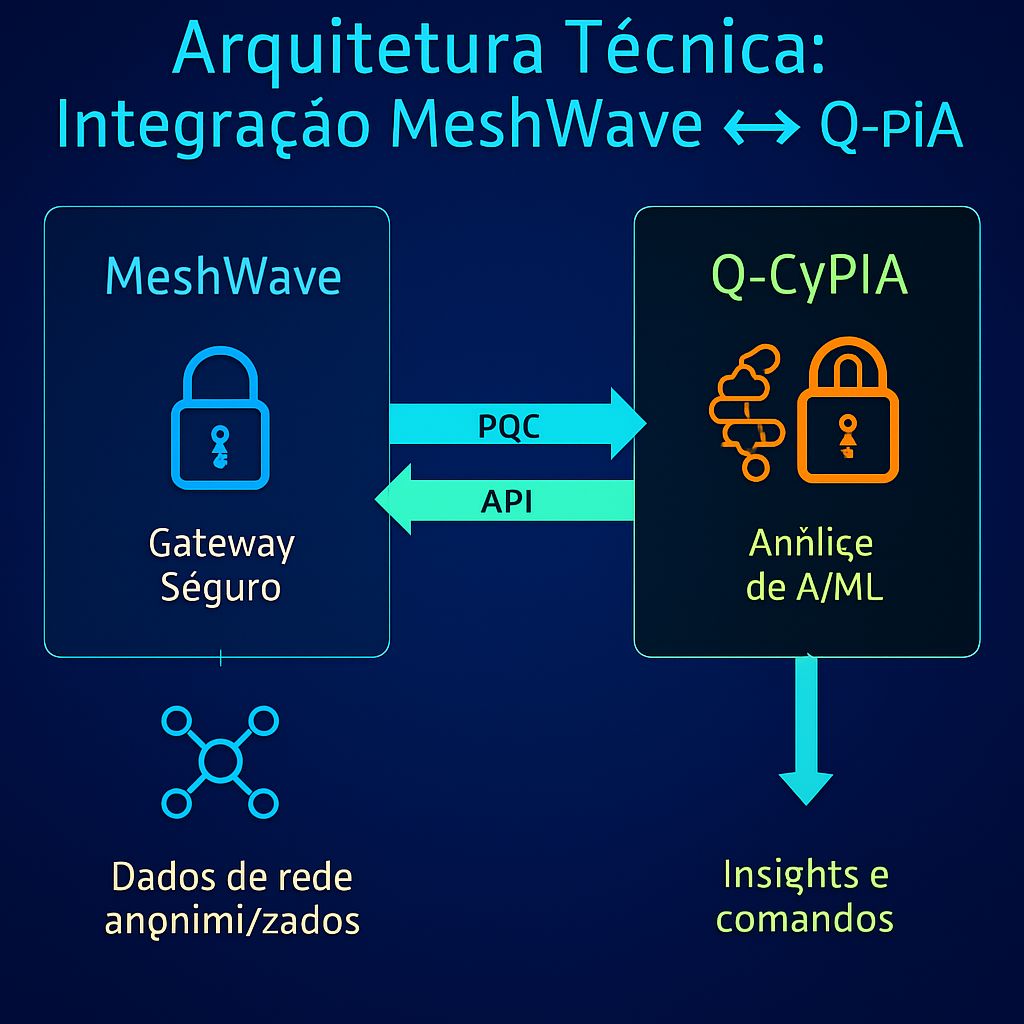 Arquitetura Técnica:
Integração MeshWave ↔ Q-PiA
MeshWave
Q-CyPIA
PQC
API
Gateway
Séguro
Anňliçe
de A/ML
Dados de rede
anǫnimi/zados
Insights e
comandos